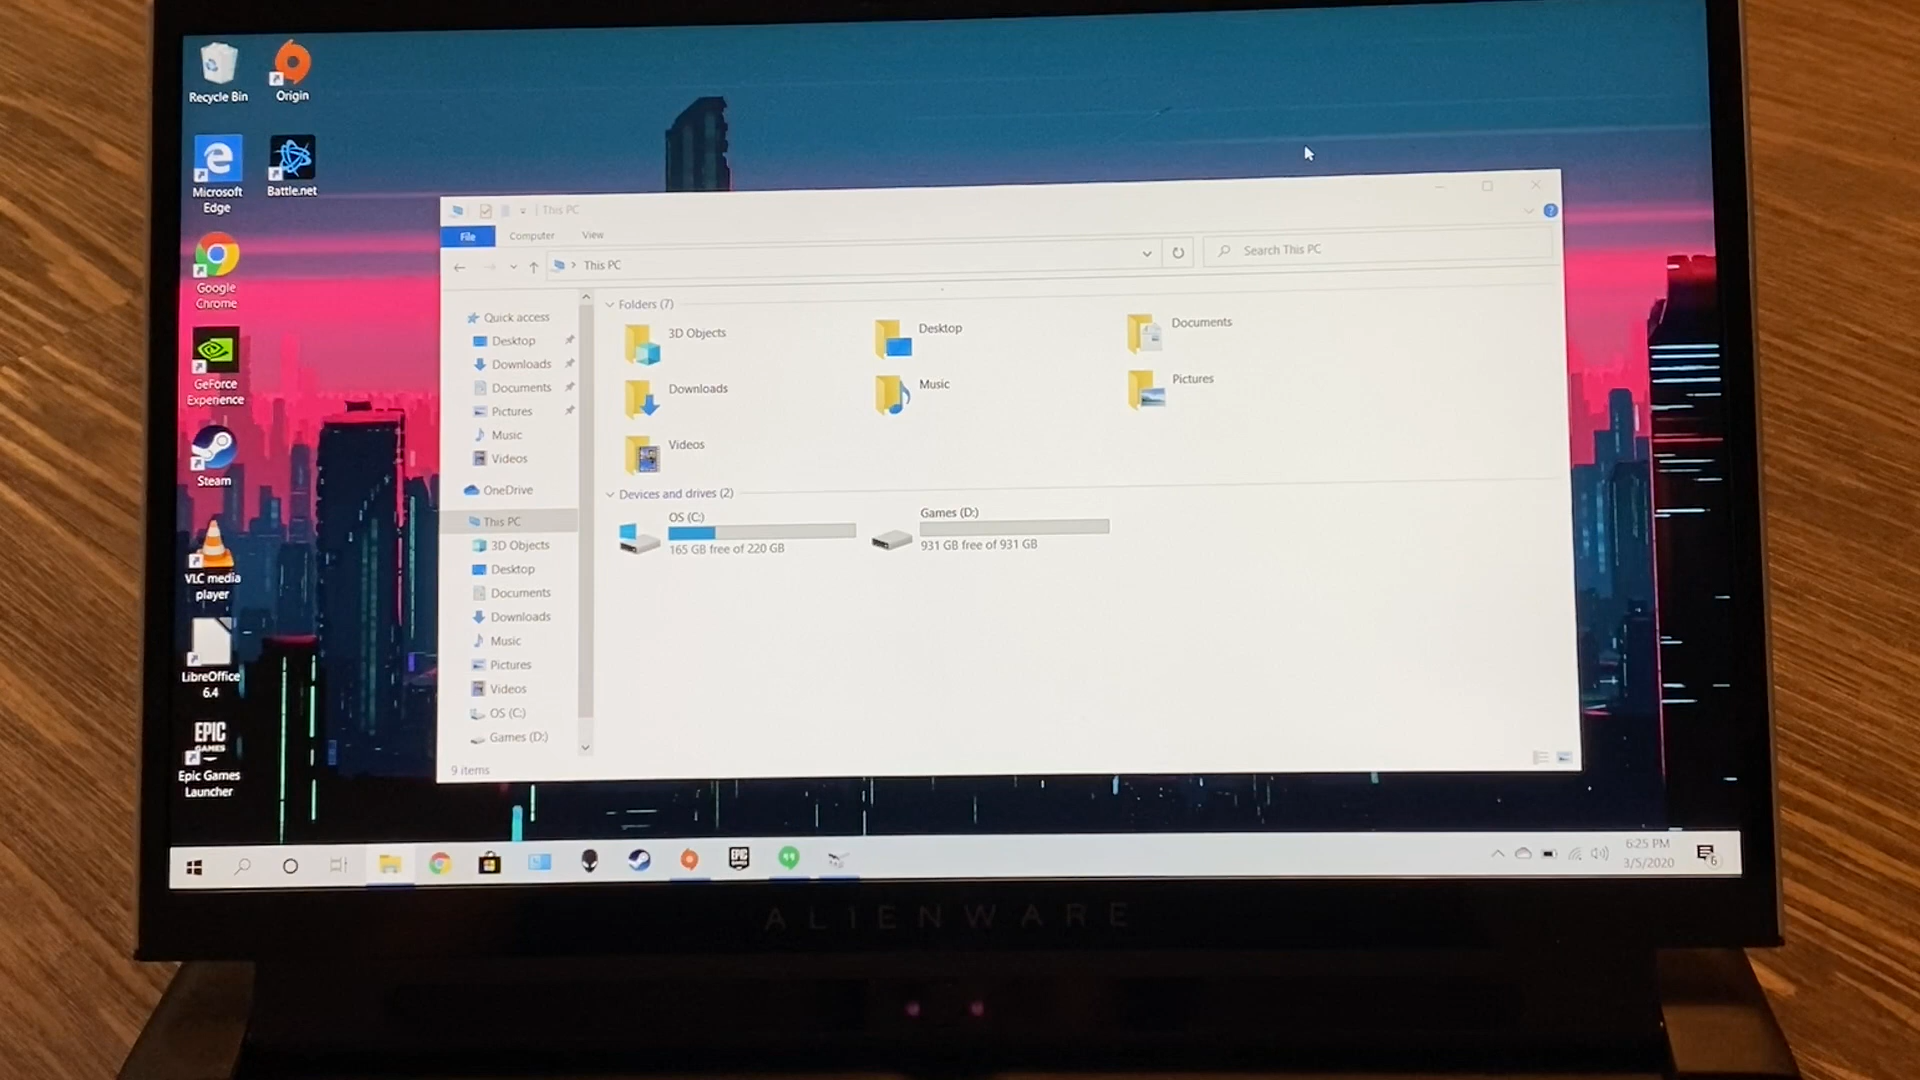 Recycle Bin
Origin
Microsoft
Edge
Battle.net
Google
Chrome
GeForce
Experience
Steam
VLC media
player
LibreOffice
6.4
EPIC
GAMES
Epic Games
Launcher
This PC
File
Computer
View
This PC
Search This PC
Quick access
Desktop
Downloads
Documents
Pictures
Music
Videos
OneDrive
This PC
3D Objects
Desktop
Documents
Downloads
Music
Pictures
Videos
OS (C:)
Games (D:)
9 items
Folders (7)
3D Objects
Desktop
Documents
Downloads
Music
Pictures
Videos
Devices and drives (2)
OS (C:)
165 GB free of 220 GB
Games (D:)
931 GB free of 931 GB
EPIC
6:25 PM
3/5/2020
6
ALIENWARE